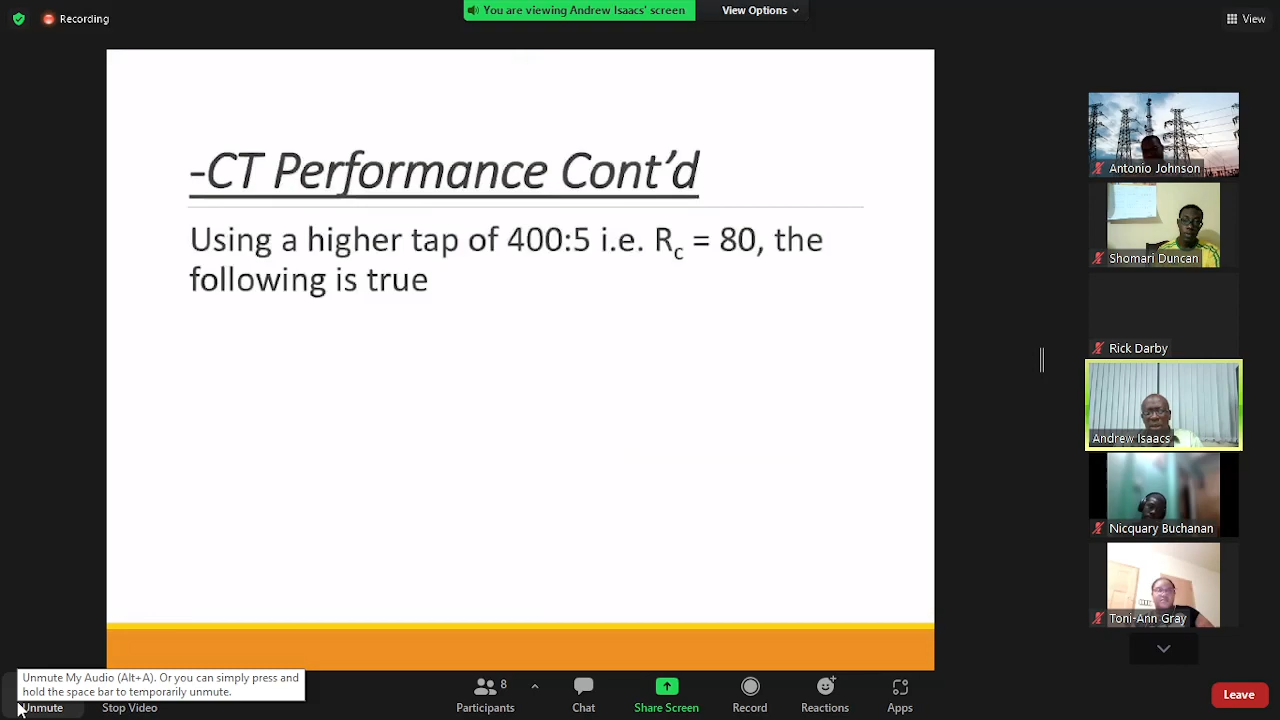 Recording
You are viewing Andrew Isaacs' screen
View Options
View
-CT Performance Cont'd
Using a higher tap of 400:5 i.e. Rc = 80, the
following is true
Antonio Johnson
Shomari Duncan
Rick Darby
Andrew Isaacs
Nicquary Buchanan
Toni-Ann Gray
Unmute My Audio (Alt+A). Or you can simply press and
hold the space bar to temporarily unmute.
Unmute
Stop Video
Participants
8
Chat
Share Screen
Record
Reactions
Apps
Leave